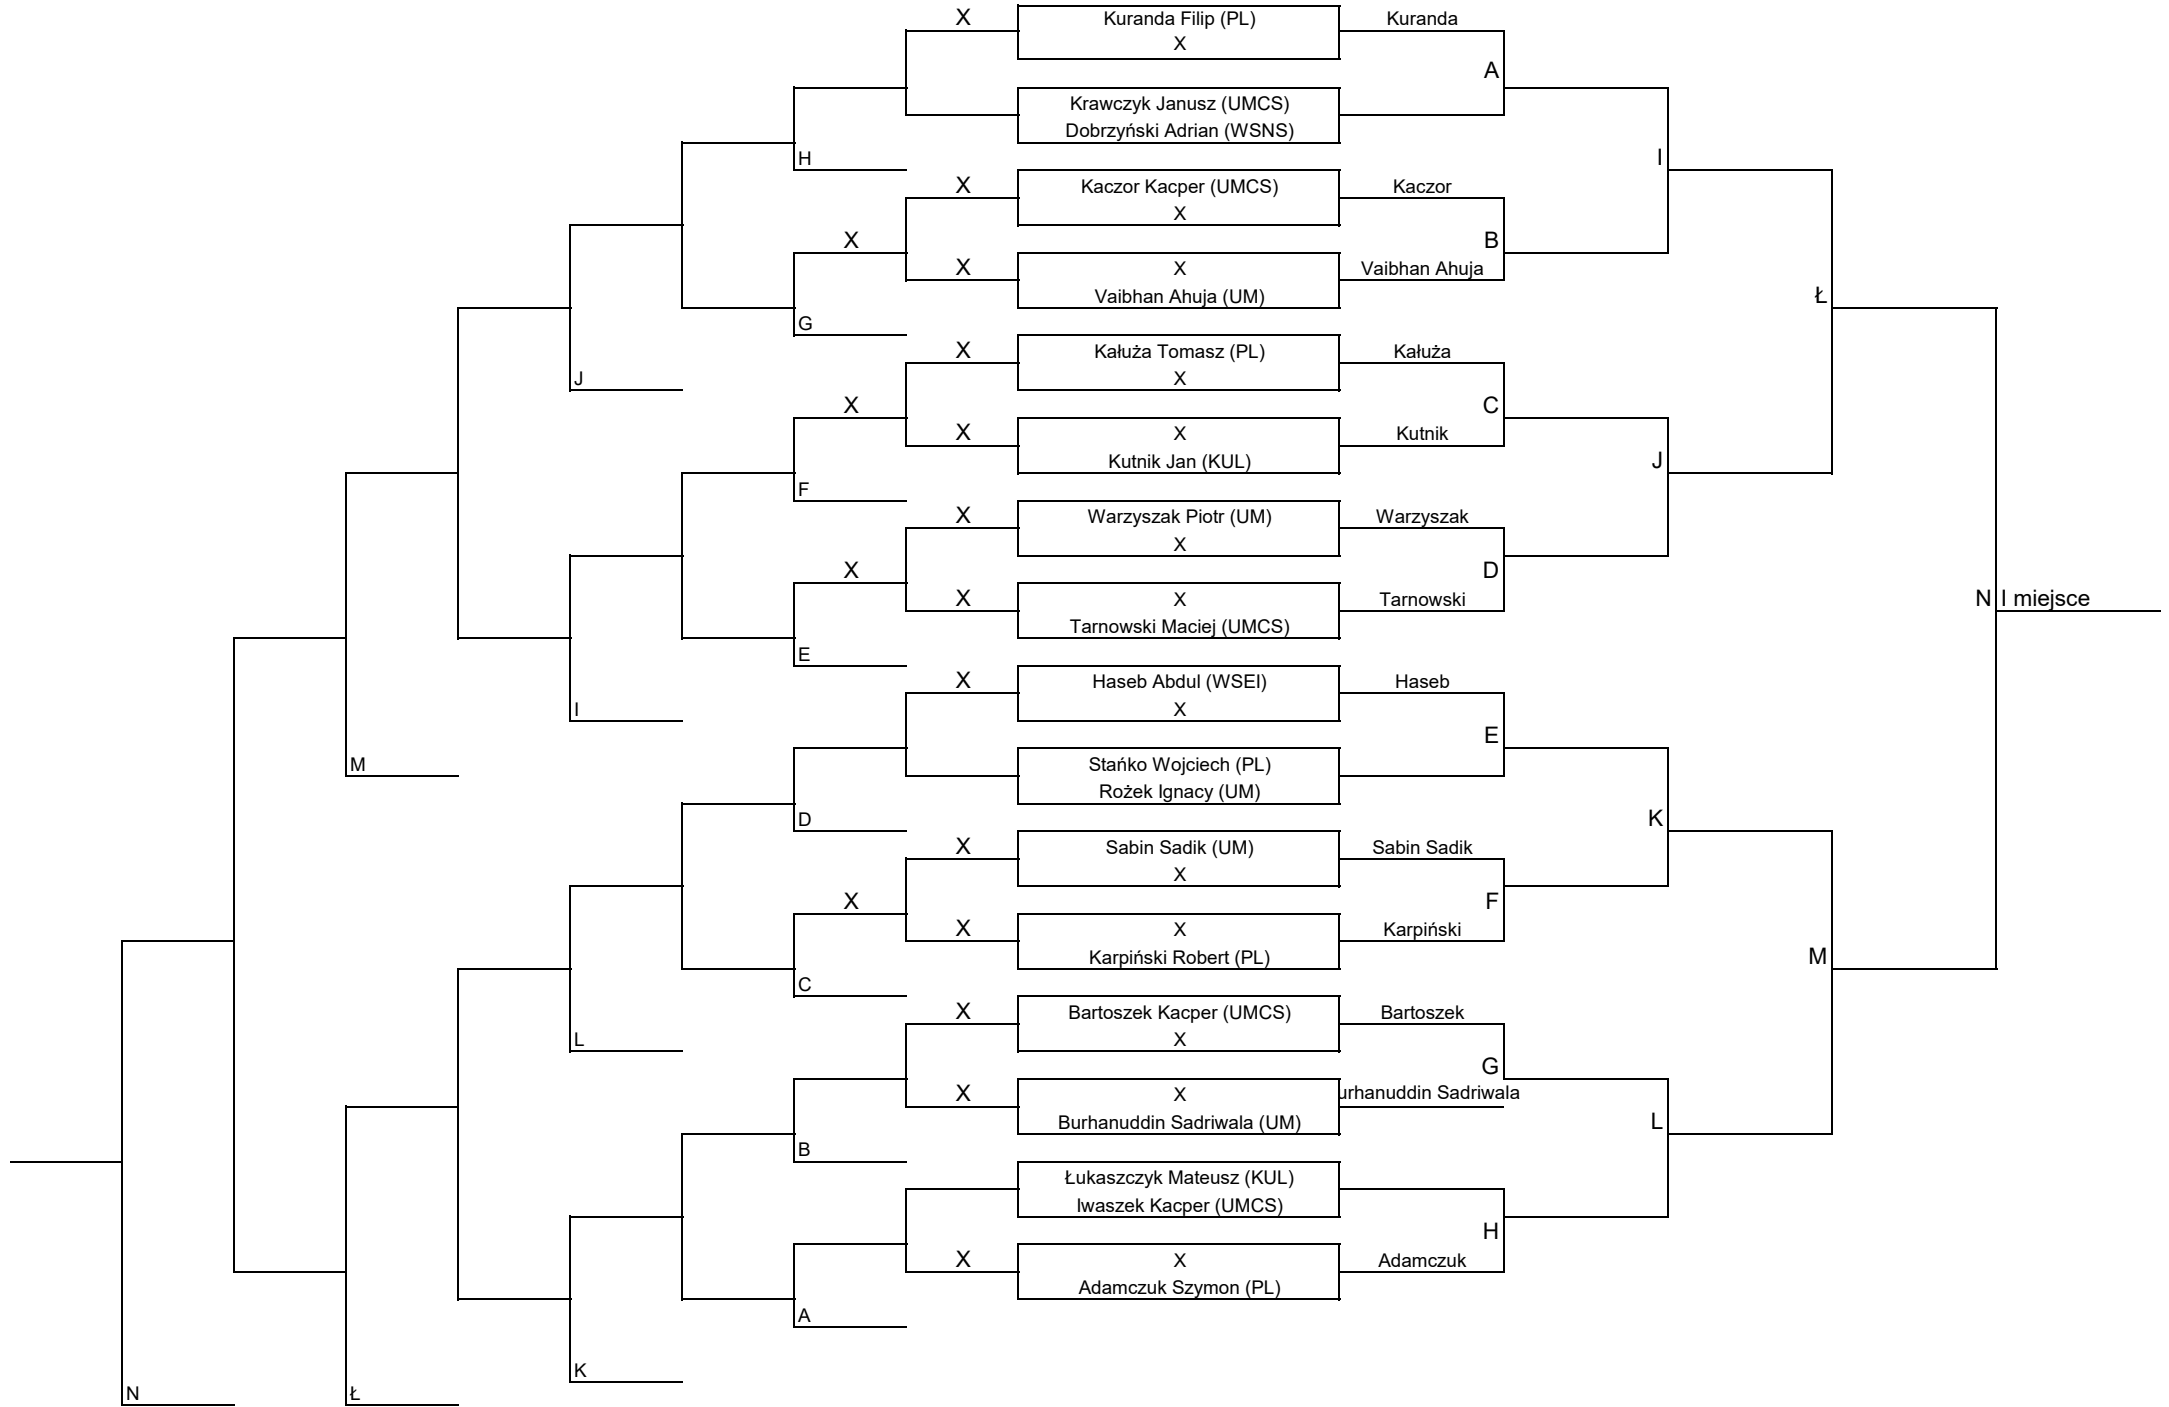 X Kuranda Filip (PL) Kuranda
X
A
Krawczyk Janusz (UMCS)
Dobrzyński Adrian (WSNS)
H I
X Kaczor Kacper (UMCS) Kaczor
X
X B
X X Vaibhan Ahuja
Vaibhan Ahuja (UM) Ł
G
X Kałuża Tomasz (PL) Kałuża
J X
X C
X X Kutnik
Kutnik Jan (KUL) J
F
X Warzyszak Piotr (UM) Warzyszak
X
X D
X X Tarnowski N I miejsce
Tarnowski Maciej (UMCS)
E
X Haseb Abdul (WSEI) Haseb
I X
E
M Stańko Wojciech (PL)
Rożek Ignacy (UM)
D K
X Sabin Sadik (UM) Sabin Sadik
X
X F
X X Karpiński
Karpiński Robert (PL) M
C
X Bartoszek Kacper (UMCS) Bartoszek
L X
G
X X urhanuddin Sadriwala
Burhanuddin Sadriwala (UM) L
B
Łukaszczyk Mateusz (KUL)
Iwaszek Kacper (UMCS)
H
X X Adamczuk
Adamczuk Szymon (PL)
A
K
N Ł